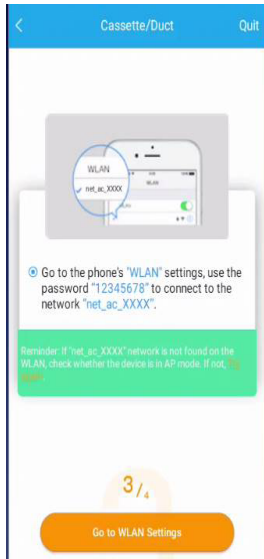 Cassette/Duct
Quit
WLAN
net_ac_XXXX
WLAN
WLAN
Go to the phone's "WLAN" settings, use the
password "12345678" to connect to the
network "net_ac_XXXX".
Reminder: If "net_ac_XXXX" network is not found on the
WLAN, check whether the device is in AP mode. If not,
3/4
Go to WLAN Settings